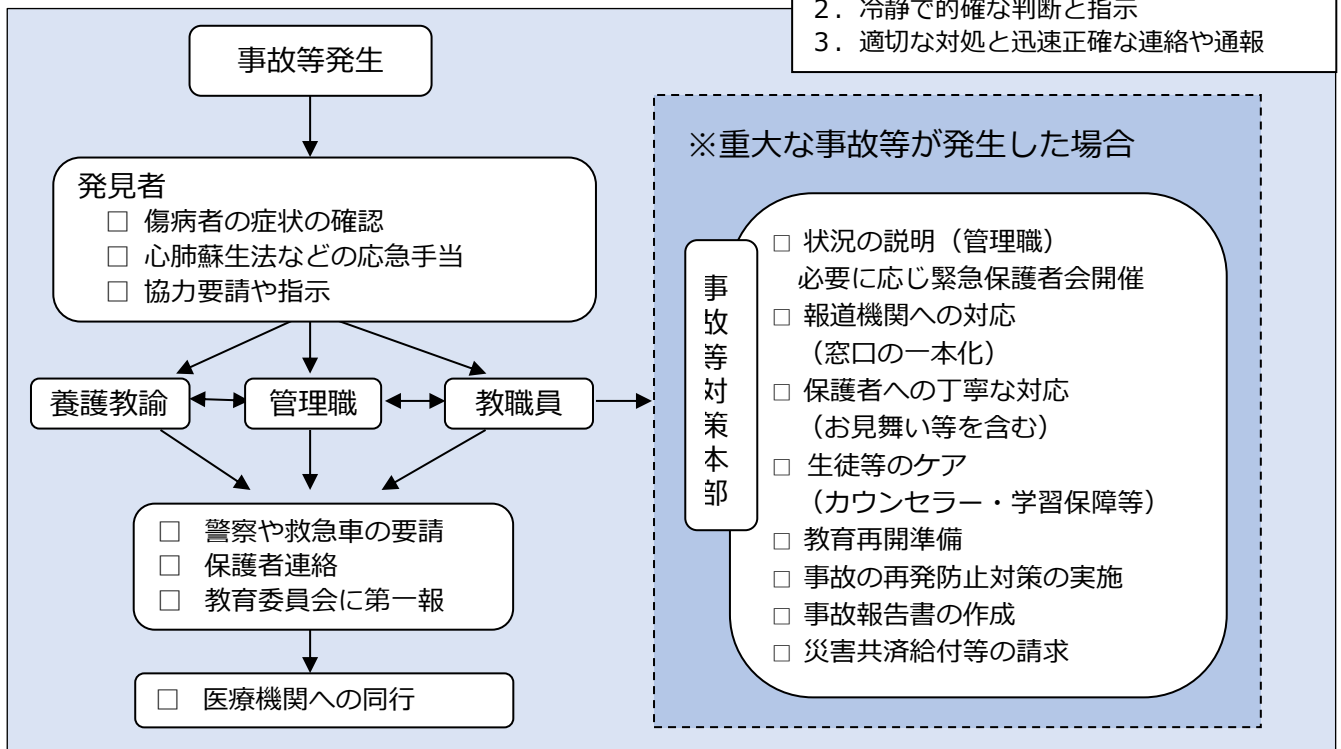 2．冷静で的確な判断と指示
3．適切な対処と迅速正確な連絡や通報
事故等発生
発見者
□ 傷病者の症状の確認
□ 心肺蘇生法などの応急手当
□ 協力要請や指示
養護教諭
管理職
教職員
□ 警察や救急車の要請
□ 保護者連絡
□ 教育委員会に第一報
□ 医療機関への同行
※重大な事故等が発生した場合
事故等対策本部
□ 状況の説明（管理職）
必要に応じ緊急保護者会開催
□ 報道機関への対応
（窓口の一本化）
□ 保護者への丁寧な対応
（お見舞い等を含む）
□ 生徒等のケア
（カウンセラー・学習保障等）
□ 教育再開準備
□ 事故の再発防止対策の実施
□ 事故報告書の作成
□ 災害共済給付等の請求